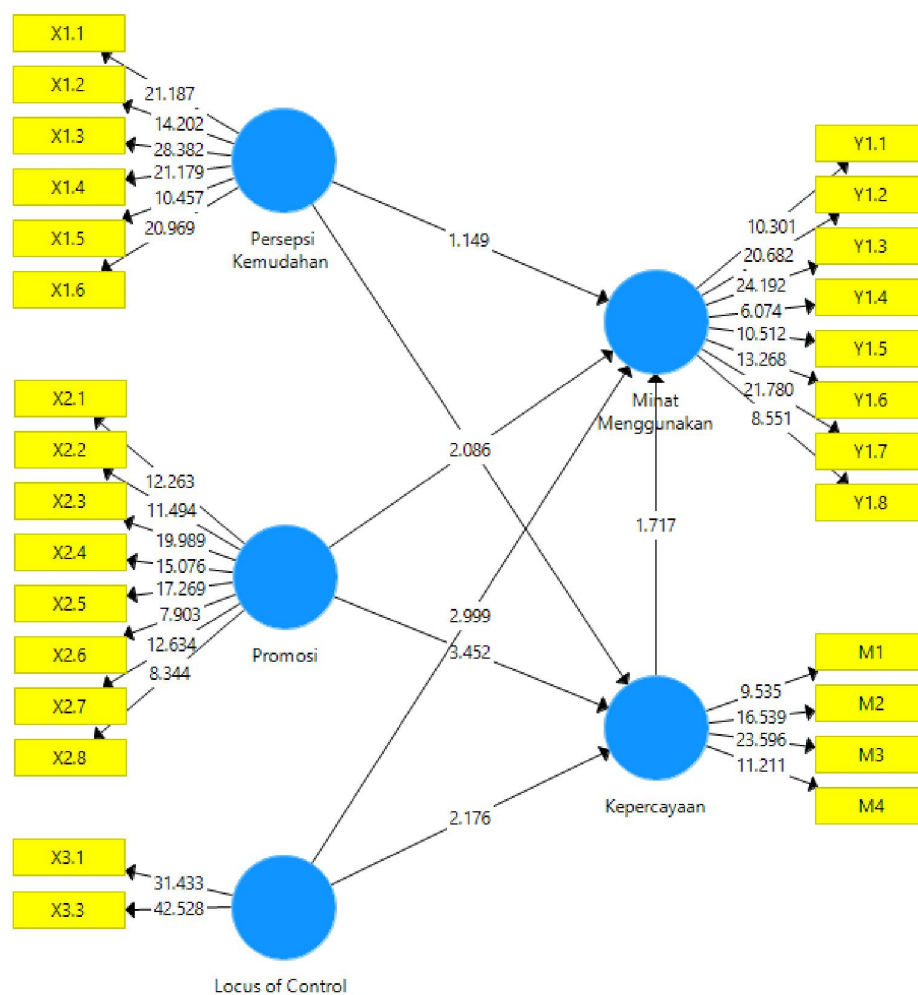 X1.1
X1.2
X1.3
X1.4
X1.5
X1.6
21.187
14.202
28.382
21.179
10.457
20.969
Persepsi
Kemudahan
X2.1
X2.2
X2.3
X2.4
X2.5
X2.6
X2.7
X2.8
12.263
11.494
19.989
15.076
17.269
7.903
12.634
8.344
Promosi
X3.1
X3.3
31.433
42.528
Locus of Control
1.149
2.086
2.999
3.452
2.176
1.717
Minat
Menggunakan
10.301
20.682
24.192
6.074
10.512
13.268
21.780
8.551
Y1.1
Y1.2
Y1.3
Y1.4
Y1.5
Y1.6
Y1.7
Y1.8
Kepercayaan
9.535
16.539
23.596
11.211
M1
M2
M3
M4